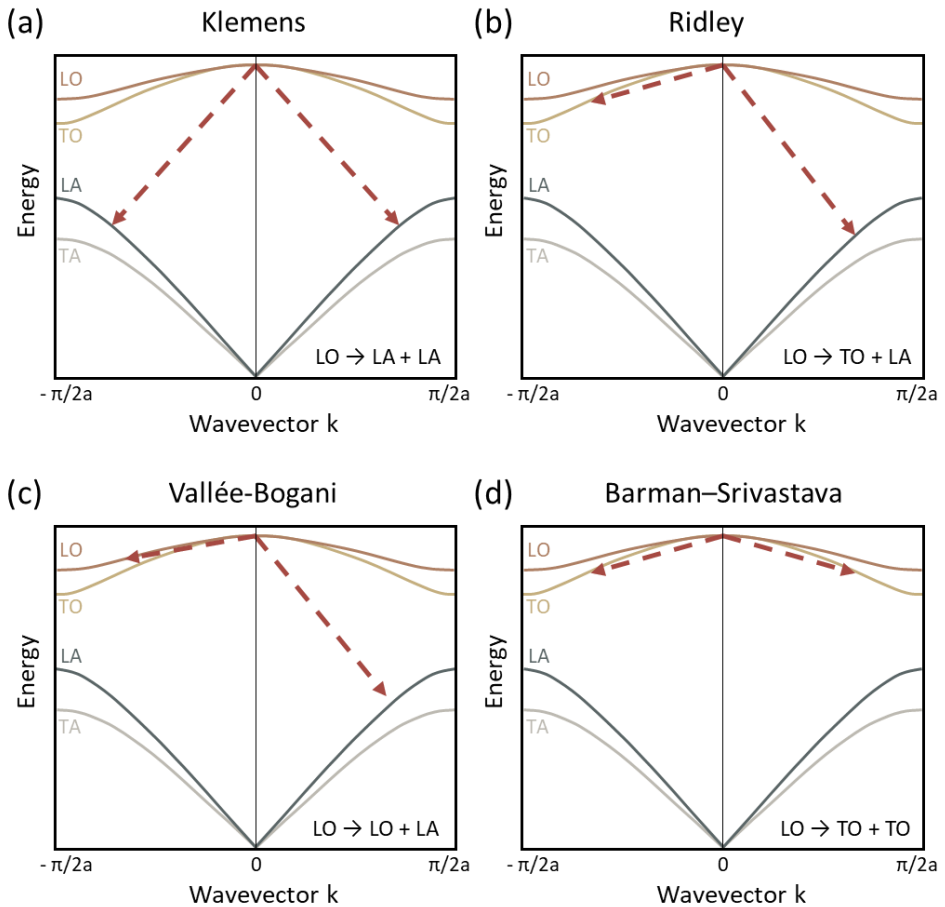 (a)
Klemens
LO
TO
LA
TA
Energy
LO → LA + LA
- π/2a
0
π/2a
Wavevector k
(b)
Ridley
LO
TO
LA
TA
Energy
LO → TO + LA
- π/2a
0
π/2a
Wavevector k
(c)
Vallée-Bogani
LO
TO
LA
TA
Energy
LO → LO + LA
- π/2a
0
π/2a
Wavevector k
(d)
Barman–Srivastava
LO
TO
LA
TA
Energy
LO → TO + TO
- π/2a
0
π/2a
Wavevector k